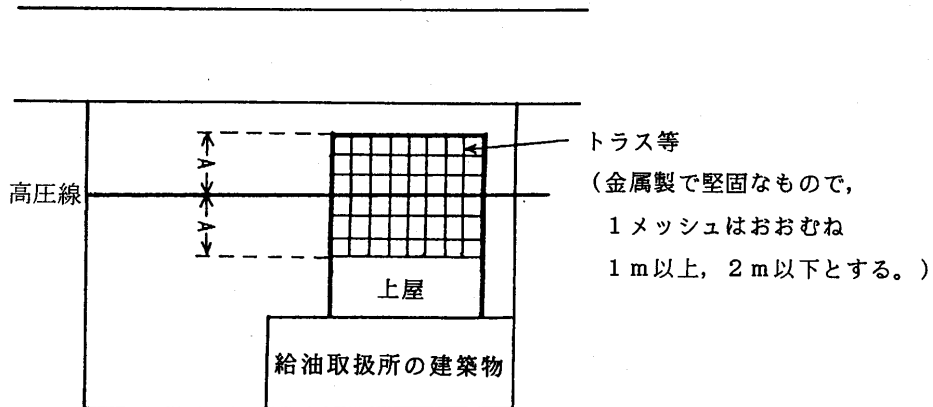 トラス等
(金属製で堅固なもので,
1メッシュはおおむね
1m以上,2m以下とする。)
高圧線
A
A
上屋
給油取扱所の建築物